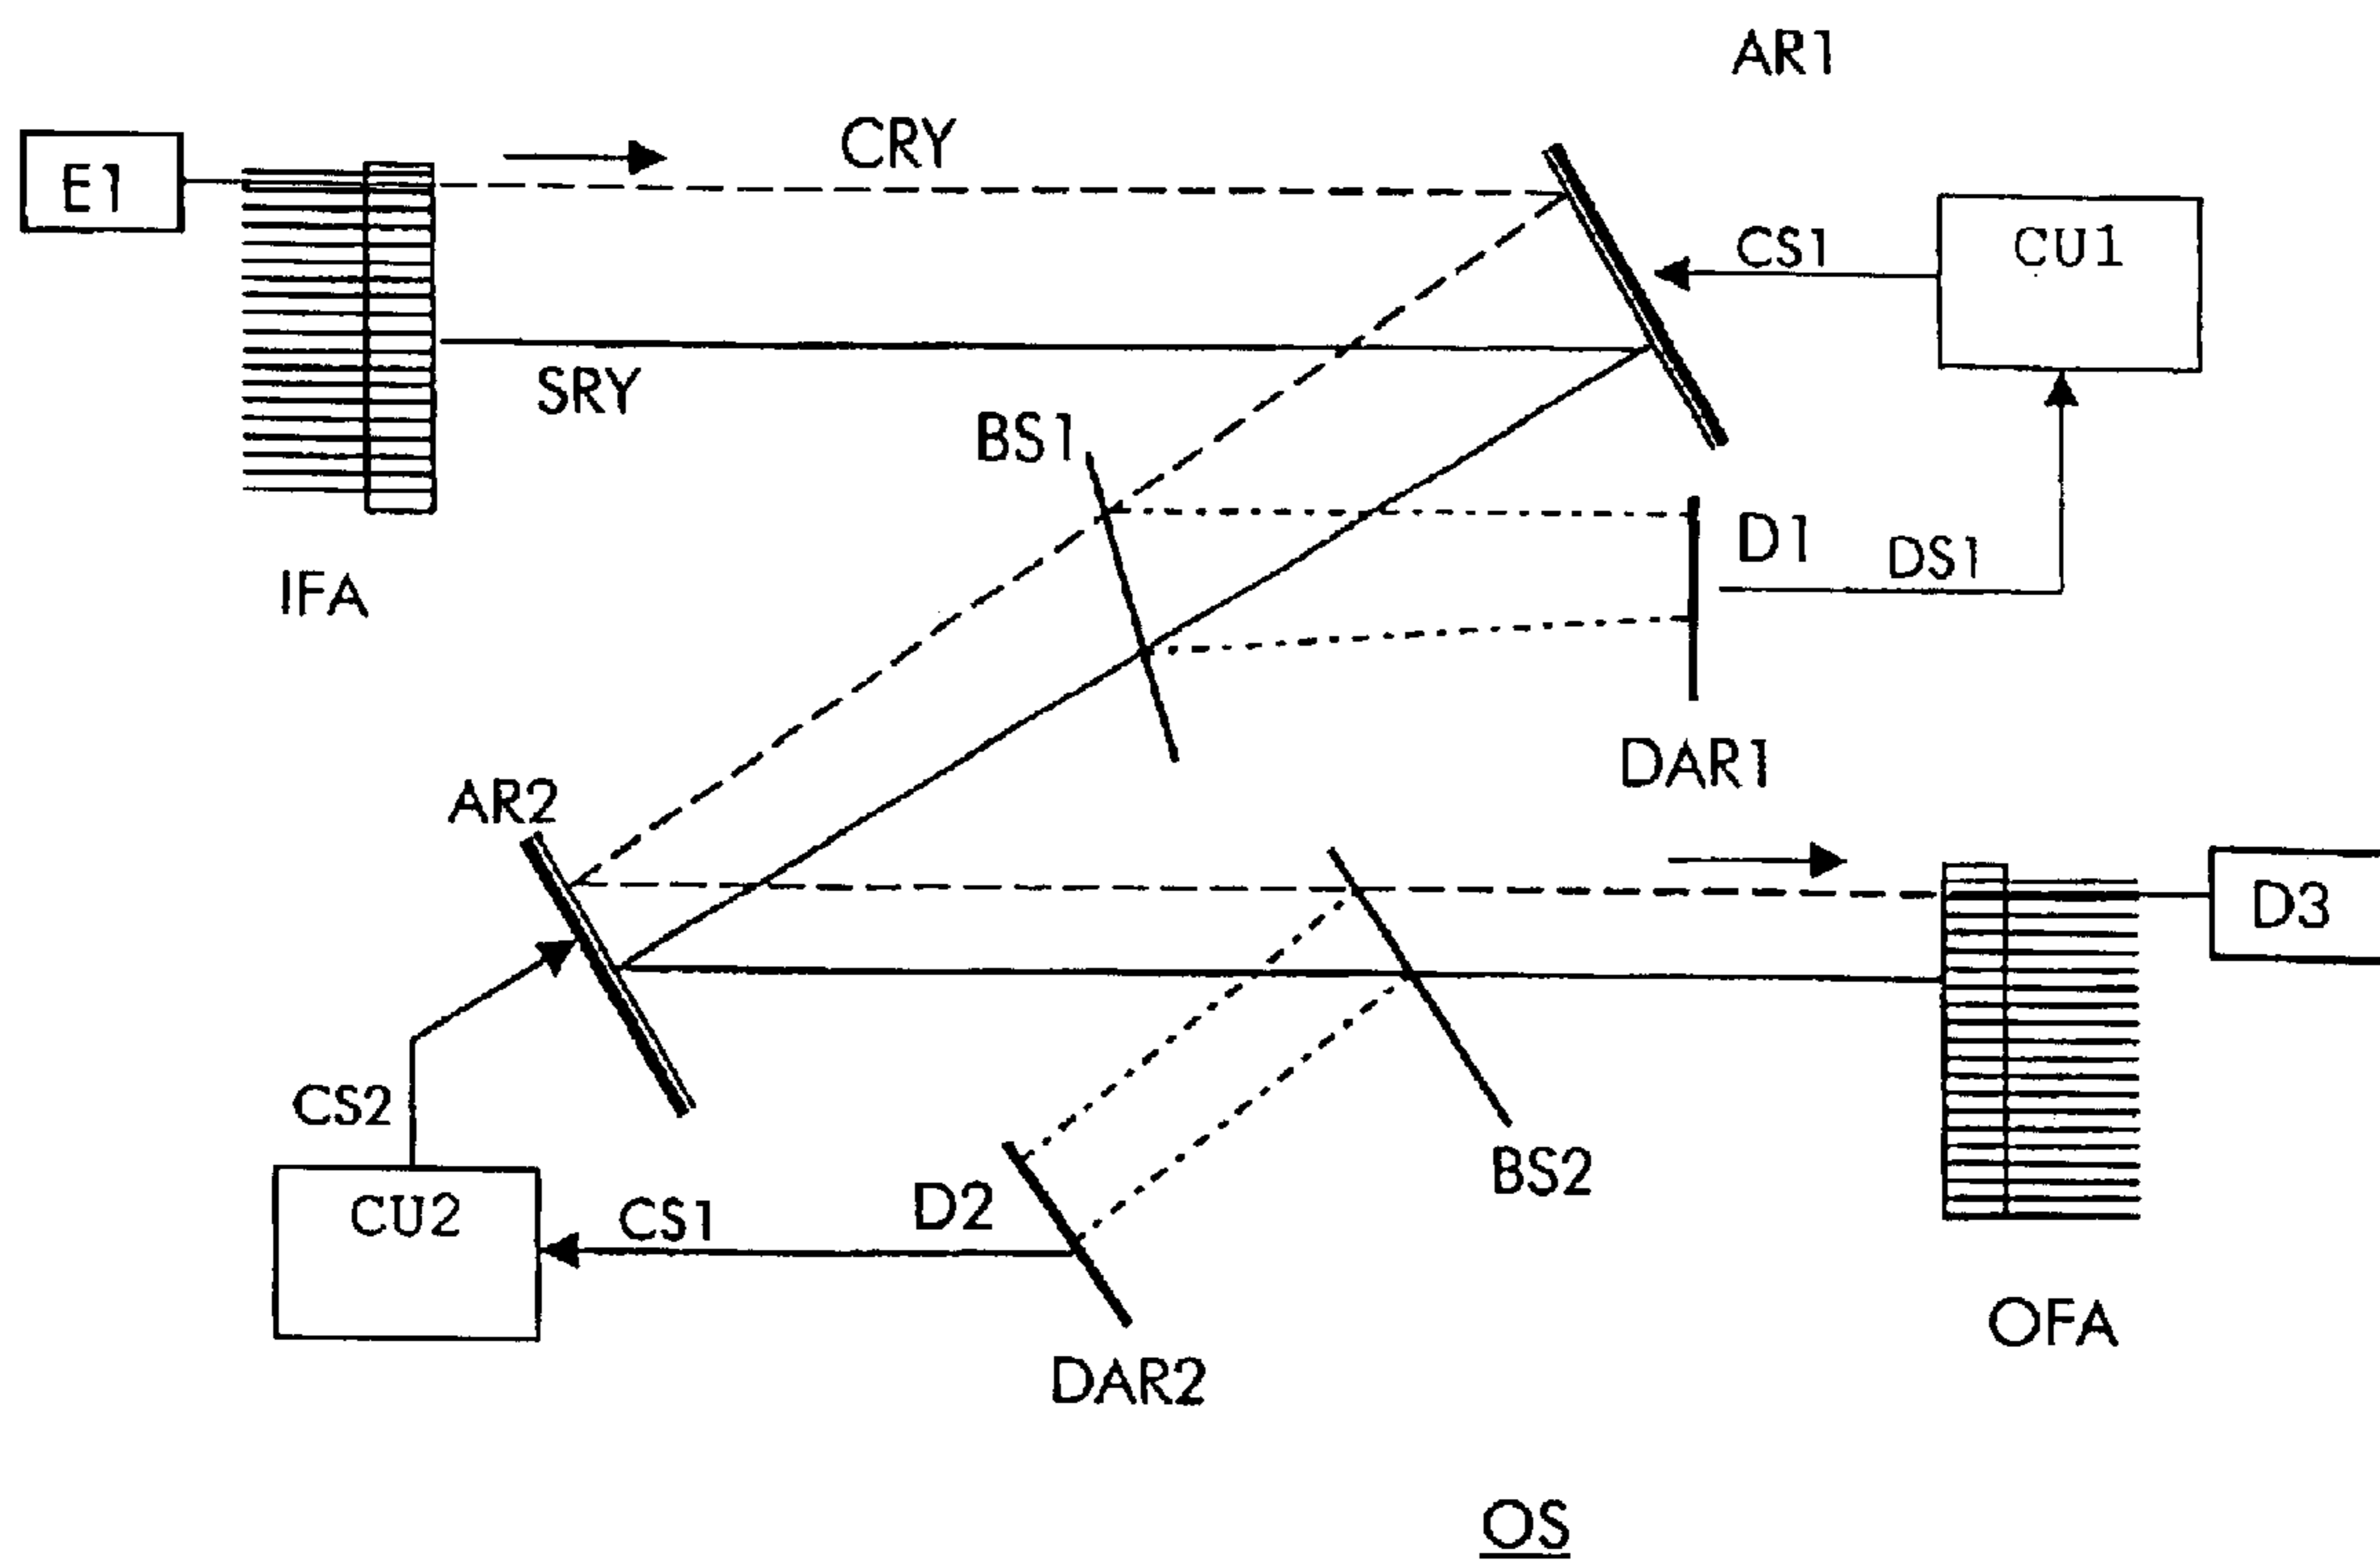 AR1
CRY
E1
CS1
CU1
SRY
BS1
D1
DS1
IFA
DAR1
AR2
D3
CS2
BS2
D2
CS1
CU2
OFA
DAR2
OS